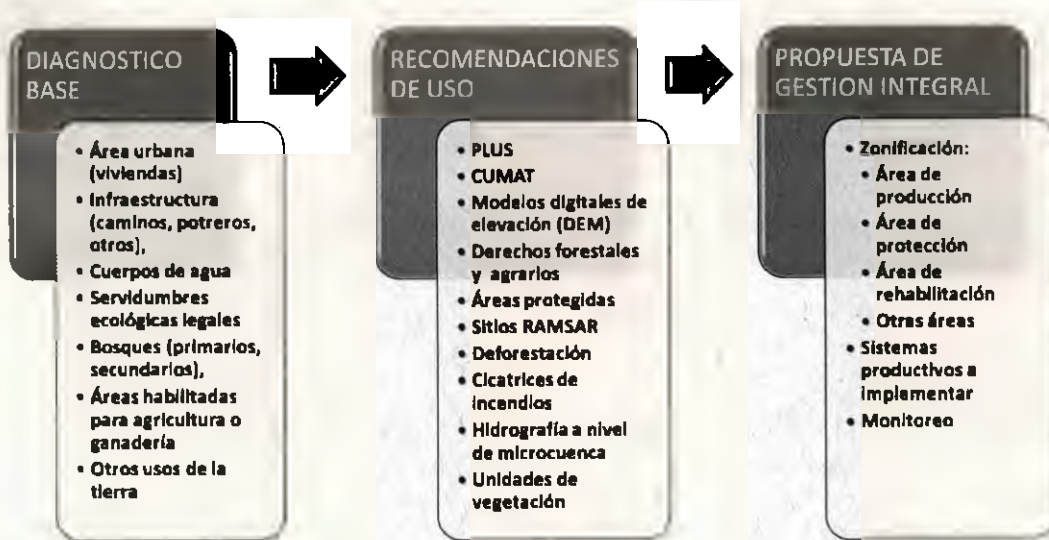 DIAGNOSTICO
BASE
• Área urbana
(viviendas)
• Infraestructura
(caminos, potreros,
otros),
• Cuerpos de agua
• Servidumbres
ecológicas legales
• Bosques (primarios,
secundarios),
• Áreas habilitadas
para agricultura o
ganadería
• Otros usos de la
tierra
RECOMENDACIONES
DE USO
• PLUS
• CUMAT
• Modelos digitales de
elevación (DEM)
• Derechos forestales
y agrarios
• Áreas protegidas
• Sitios RAMSAR
• Deforestación
• Cicatrices de
incendios
• Hidrografía a nivel
de microcuenca
• Unidades de
vegetación
PROPUESTA DE
GESTION INTEGRAL
• Zonificación:
• Área de
producción
• Área de
protección
• Área de
rehabilitación
• Otras áreas
• Sistemas
productivos a
implementar
• Monitoreo